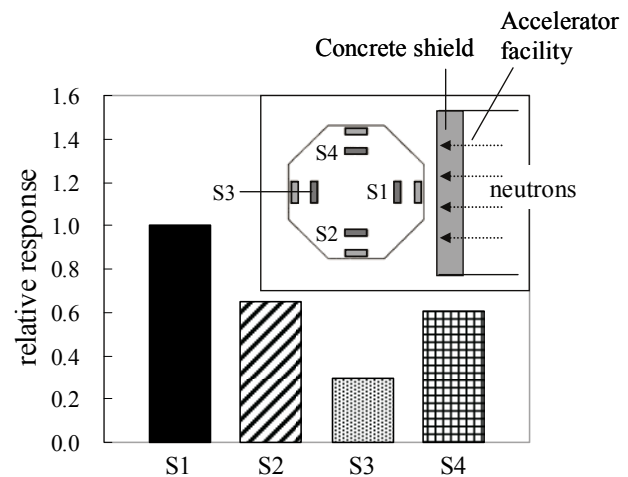 Accelerator
facility
Concrete shield
1.6
1.4
1.2
1.0
0.8
0.6
0.4
0.2
0.0
relative response
S4
S3
S1
S2
neutrons
S1 S2 S3 S4